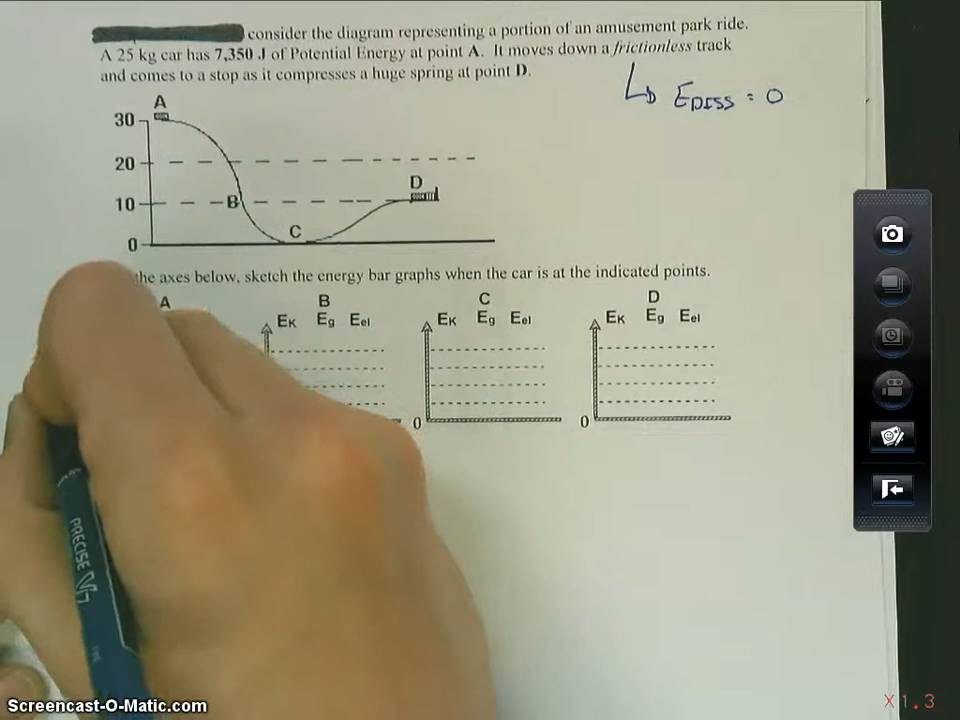 consider the diagram representing a portion of an amusement park ride.
A 25 kg car has 7,350 J of Potential Energy at point A. It moves down a frictionless track
and comes to a stop as it compresses a huge spring at point D.
EDISS = 0
A
30
20
D
10
B
C
0
the axes below, sketch the energy bar graphs when the car is at the indicated points.
A B C D
EK Eg Eel EK Eg Eel EK Eg Eel
0 0
PRECISE V7
Screencast-O-Matic.com
X1.3